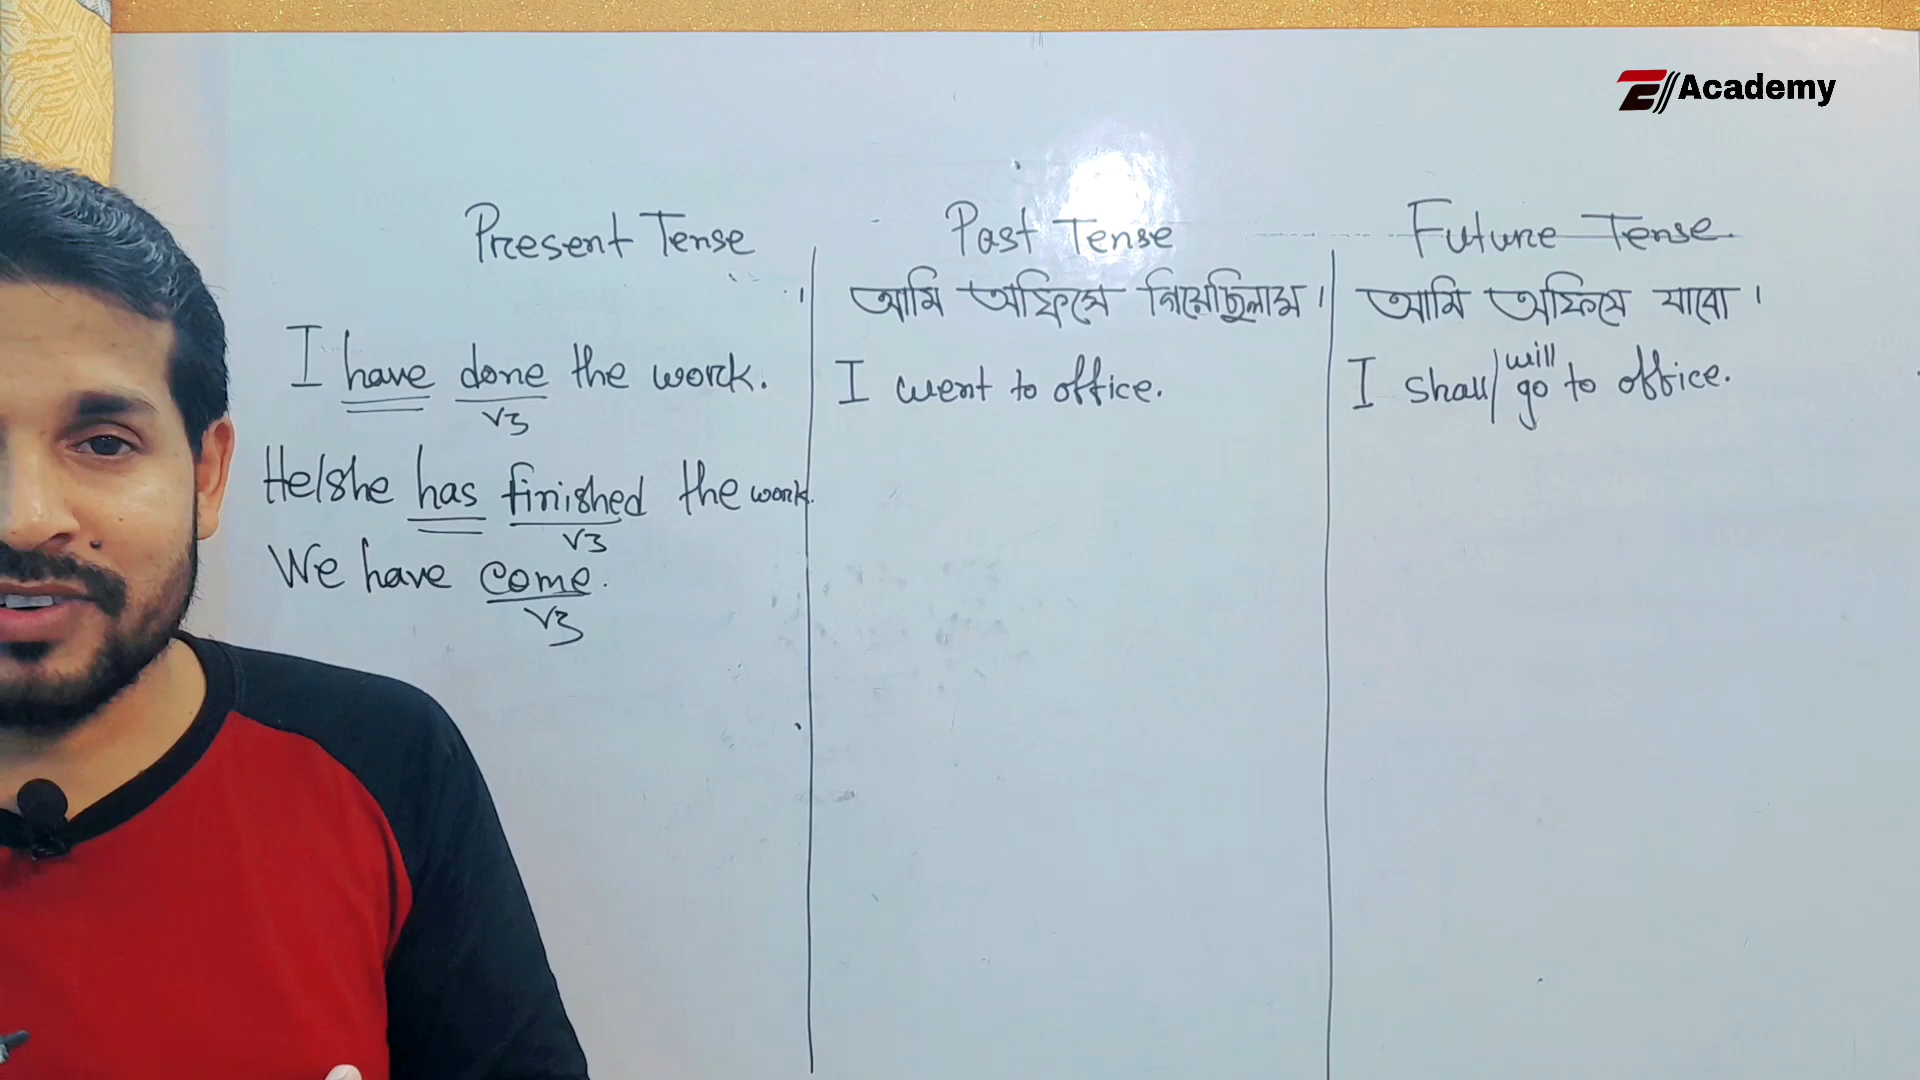 Academy
Present Tense
I have done the work.
V3
He/she has finished the work.
V3
We have come.
V3
Past Tense
আমি অফিসে গিয়েছিলাম।
I went to office.
Future Tense
আমি অফিসে যাবো।
I shall/will go to office.